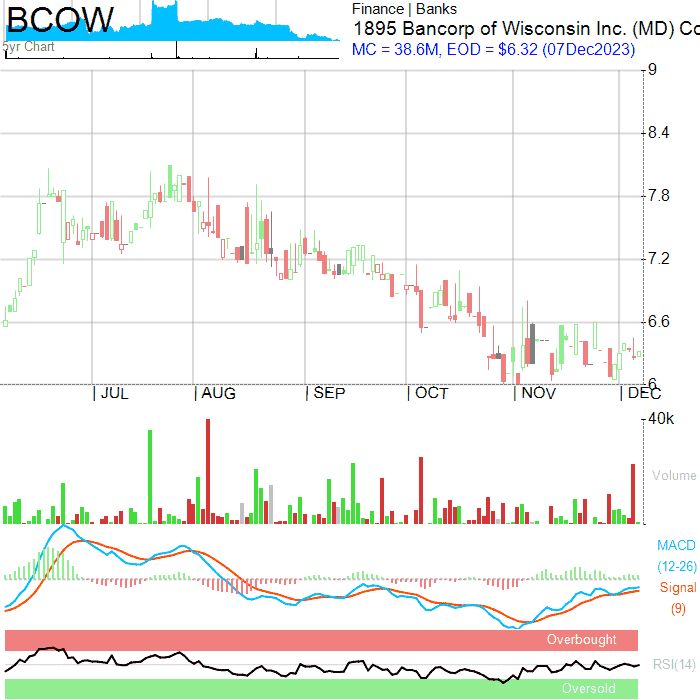 BCOW
5yr Chart
Finance | Banks
1895 Bancorp of Wisconsin Inc. (MD) Co
MC = 38.6M, EOD = $6.32 (07Dec2023)
9
8.4
7.8
7.2
6.6
6
| JUL | AUG | SEP | OCT | NOV | DEC
40k
Volume
MACD
(12-26)
Signal
(9)
Overbought
RSI(14)
Oversold